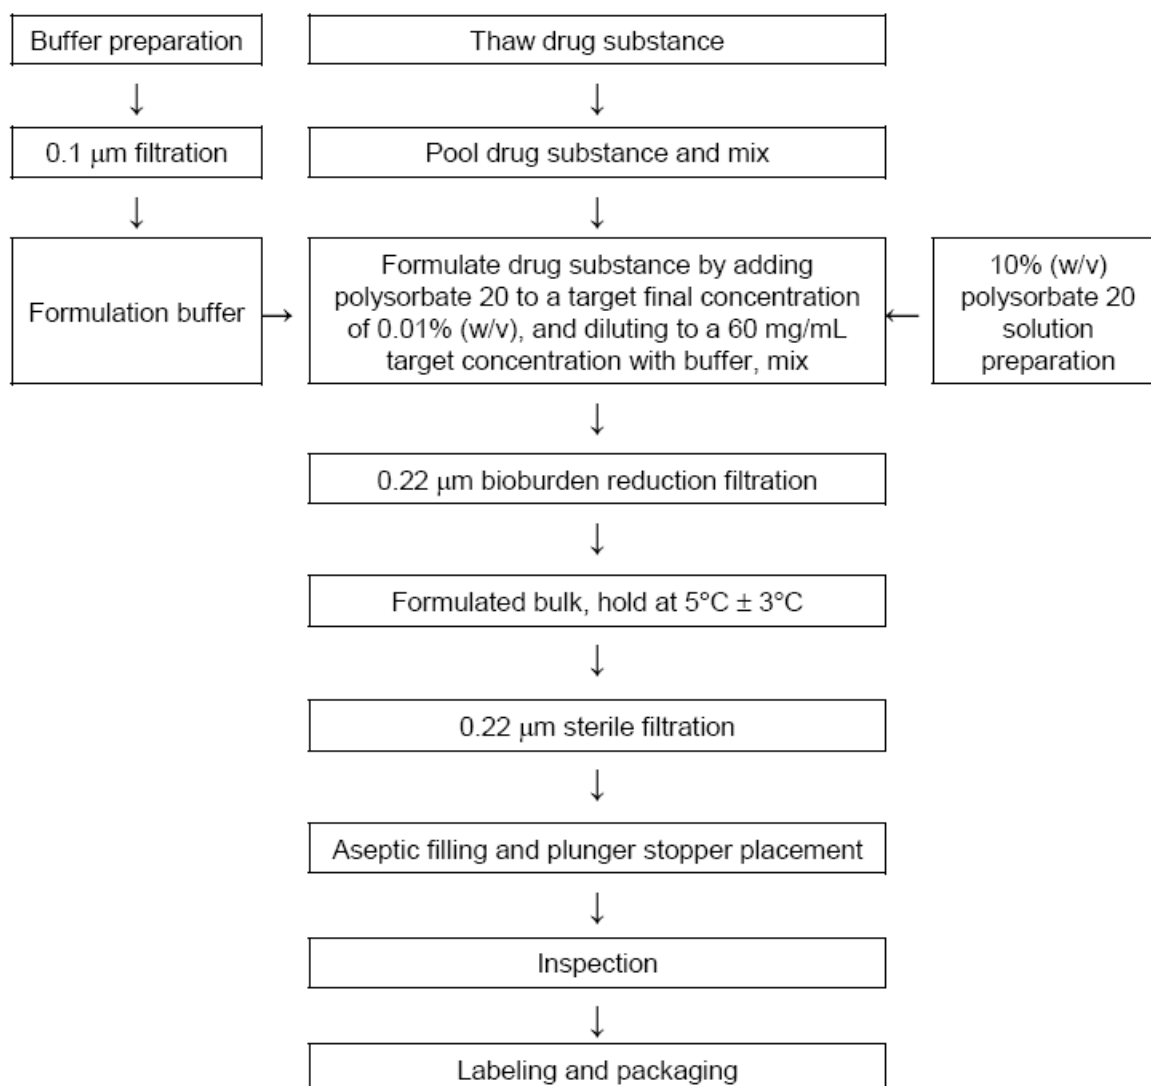 Buffer preparation
Thaw drug substance
↓
↓
0.1 μm filtration
Pool drug substance and mix
↓
↓
Formulation buffer
→
Formulate drug substance by adding
polysorbate 20 to a target final concentration
of 0.01% (w/v), and diluting to a 60 mg/mL
target concentration with buffer, mix
←
10% (w/v)
polysorbate 20
solution
preparation
↓
0.22 μm bioburden reduction filtration
↓
Formulated bulk, hold at 5°C ± 3°C
↓
0.22 μm sterile filtration
↓
Aseptic filling and plunger stopper placement
↓
Inspection
↓
Labeling and packaging